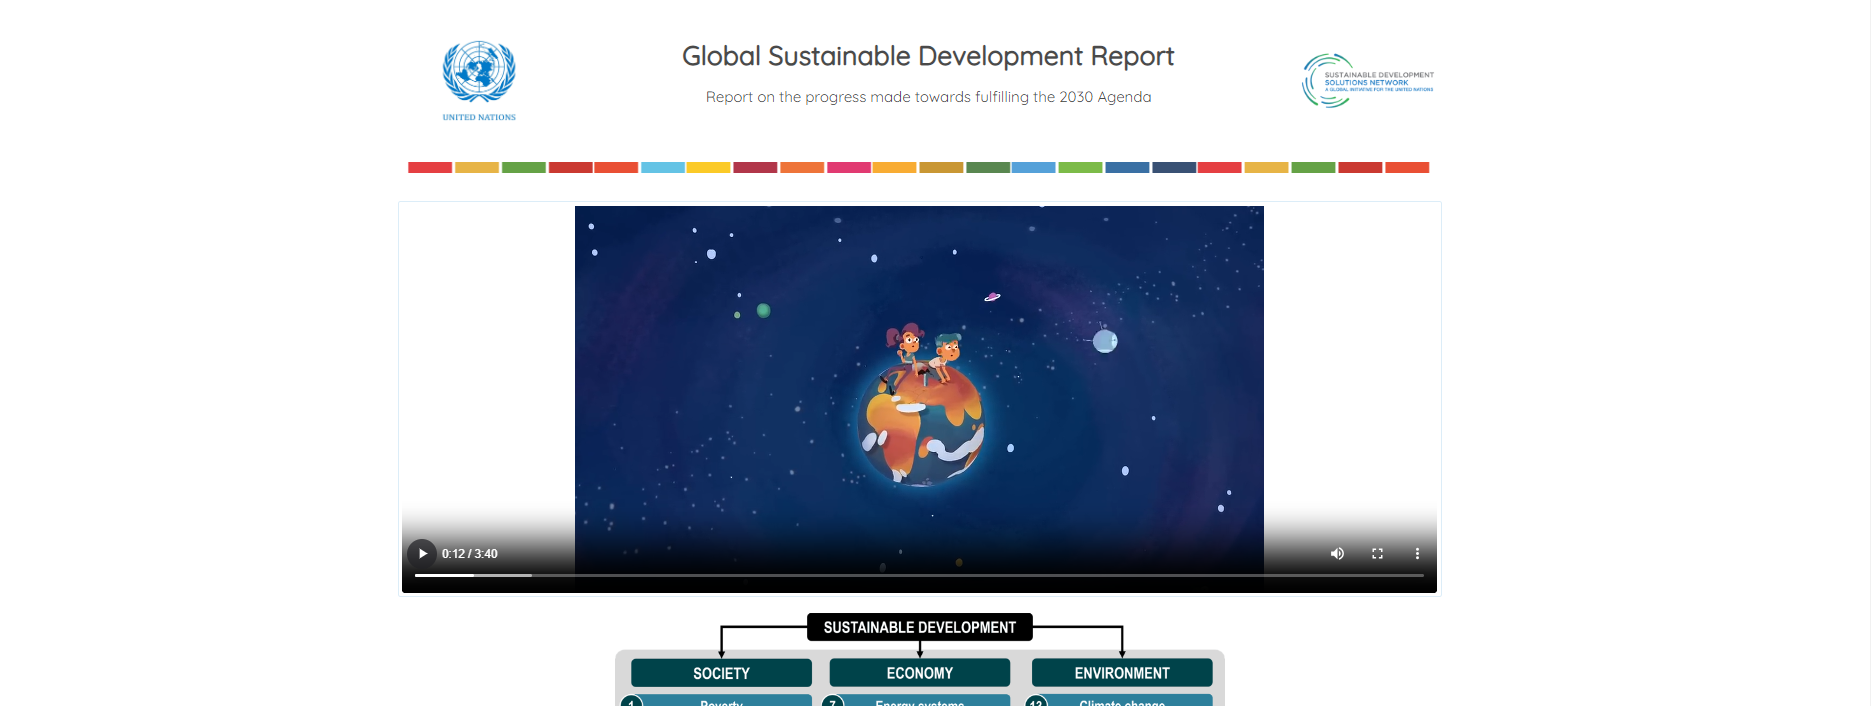 Global Sustainable Development Report
Report on the progress made towards fulfilling the 2030 Agenda
UNITED NATIONS
SUSTAINABLE DEVELOPMENT
SOLUTIONS NETWORK
A GLOBAL INITIATIVE FOR THE UNITED NATIONS
0:12 / 3:40
SUSTAINABLE DEVELOPMENT
SOCIETY
ECONOMY
ENVIRONMENT
1 Poverty
7 Energy systems
13 Climate change